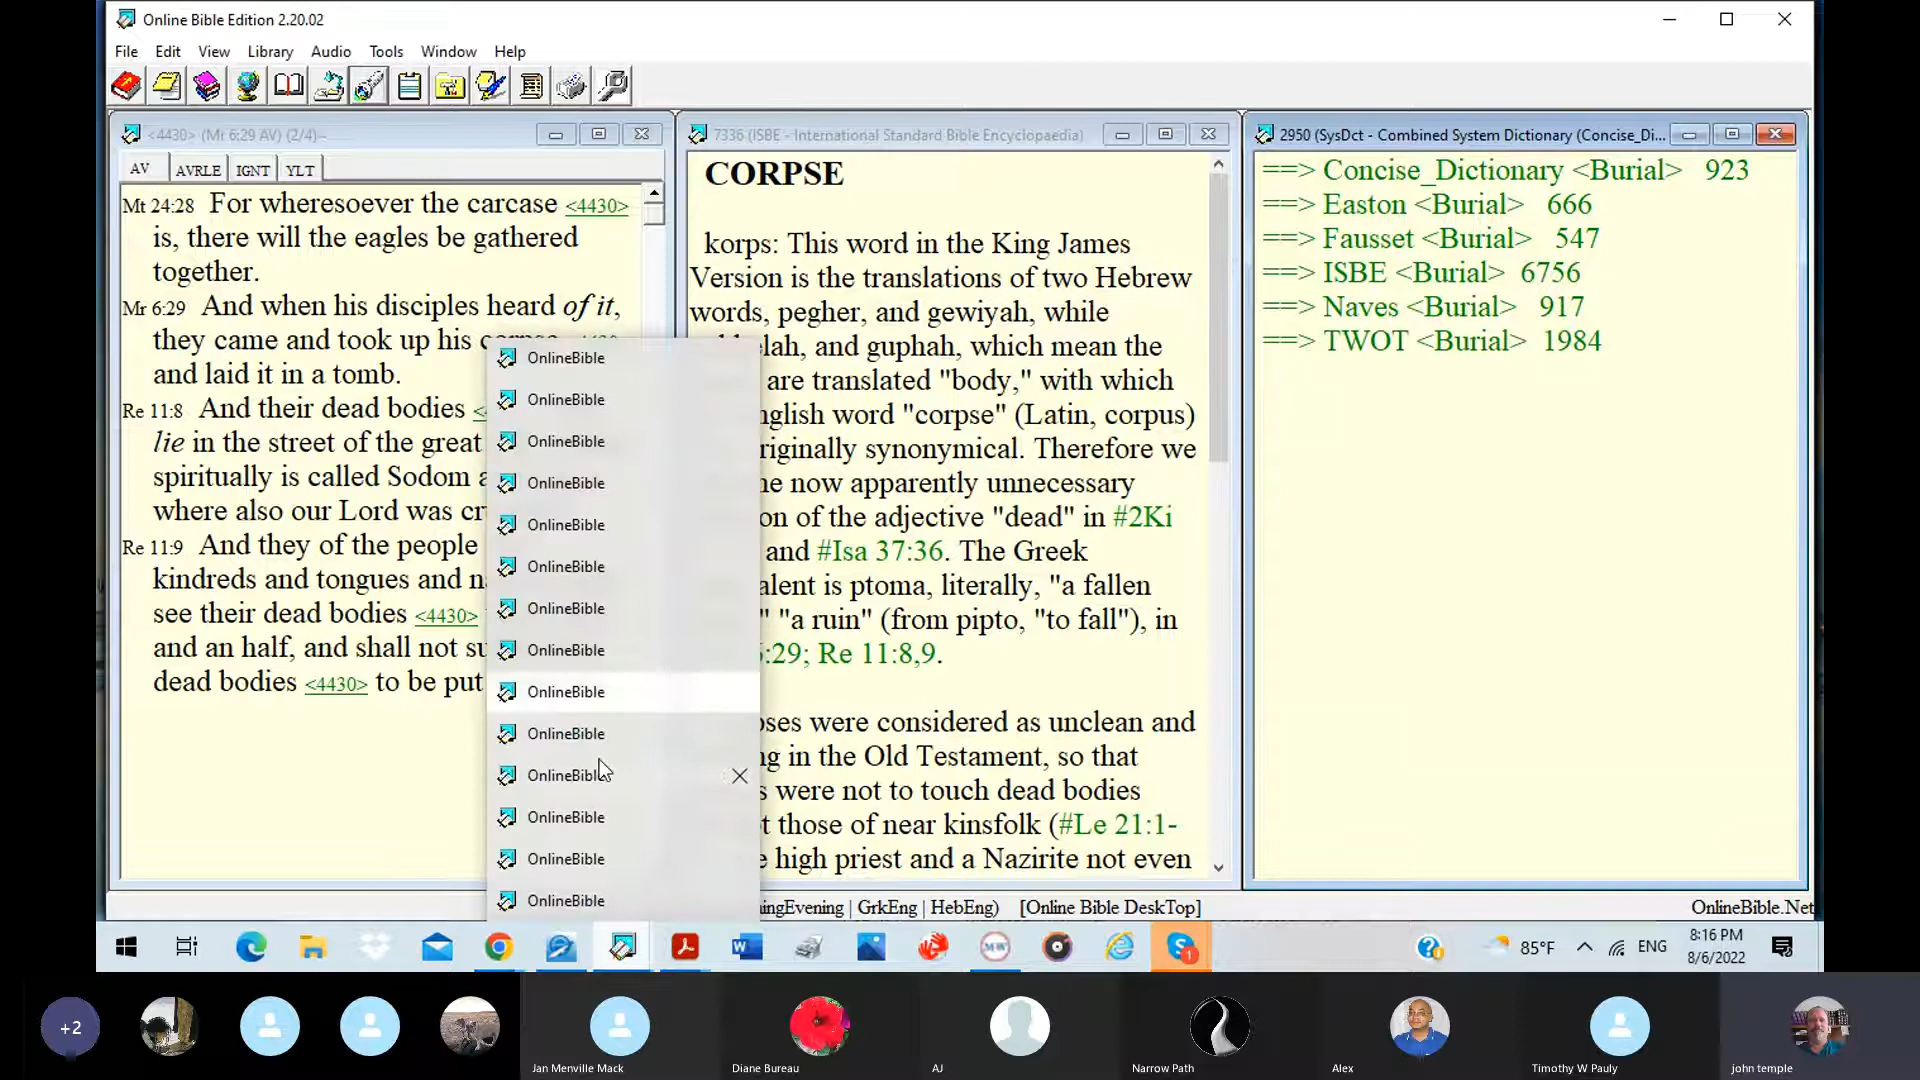 Online Bible Edition 2.20.02
File Edit View Library Audio Tools Window Help
<4430> (Mr 6:29 AV) (2/4)--
AV AVRLE IGNT YLT
Mt 24:28 For wheresoever the carcase <4430>
is, there will the eagles be gathered
together.
Mr 6:29 And when his disciples heard of it,
they came and took up his
and laid it in a tomb.
Re 11:8 And their dead bodies
lie in the street of the great
spiritually is called Sodom
where also our Lord was
Re 11:9 And they of the people
kindreds and tongues and
see their dead bodies <4430>
and an half, and shall not
dead bodies <4430> to be put
OnlineBible
OnlineBible
OnlineBible
OnlineBible
OnlineBible
OnlineBible
OnlineBible
OnlineBible
OnlineBible
OnlineBible
OnlineBible
OnlineBible
OnlineBible
OnlineBible
7336 (ISBE - International Standard Bible Encyclopaedia)
CORPSE
korps: This word in the King James
Version is the translations of two Hebrew
words, pegher, and gewiyah, while
lah, and guphah, which mean the
are translated "body," with which
nglish word "corpse" (Latin, corpus)
riginally synonymical. Therefore we
ne now apparently unnecessary
on of the adjective "dead" in #2Ki
and #Isa 37:36. The Greek
alent is ptoma, literally, "a fallen
" "a ruin" (from pipto, "to fall"), in
:29; Re 11:8,9.
ses were considered as unclean and
ng in the Old Testament, so that
s were not to touch dead bodies
t those of near kinsfolk (#Le 21:1-
e high priest and a Nazirite not even
2950 (SysDct - Combined System Dictionary (Concise_Di...
==> Concise_Dictionary <Burial> 923
==> Easton <Burial> 666
==> Fausset <Burial> 547
==> ISBE <Burial> 6756
==> Naves <Burial> 917
==> TWOT <Burial> 1984
ingEvening | GrkEng | HebEng) [Online Bible DeskTop]
OnlineBible.Net
85°F
ENG
8:16 PM
8/6/2022
+2
Jan Menville Mack
Diane Bureau
AJ
Narrow Path
Alex
Timothy W Pauly
john temple